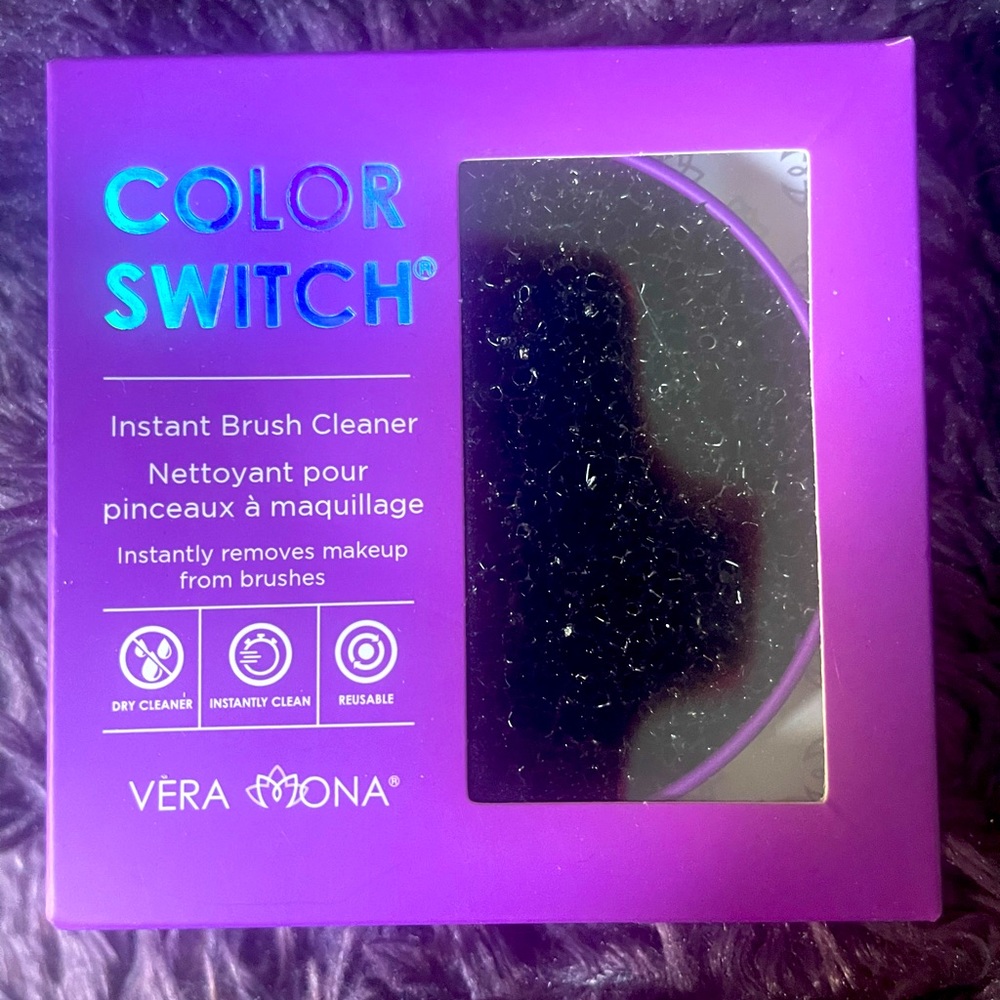 COLOR
SWITCH®
Instant Brush Cleaner
Nettoyant pour
pinceaux à maquillage
Instantly removes makeup
from brushes
DRY CLEANER
INSTANTLY CLEAN
REUSABLE
VĖRA MONA®